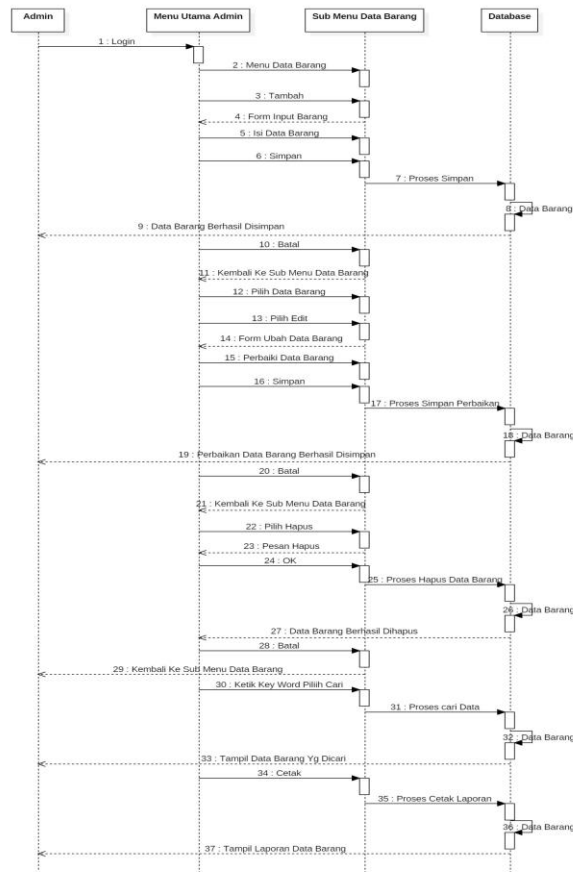 Admin
Menu Utama Admin
Sub Menu Data Barang
Database
1 : Login
2 : Menu Data Barang
3 : Tambah
4 : Form Input Barang
5 : Isi Data Barang
6 : Simpan
7 : Proses Simpan
8 : Data Barang
9 : Data Barang Berhasil Disimpan
10 : Batal
11 : Kembali Ke Sub Menu Data Barang
12 : Pilih Data Barang
13 : Pilih Edit
14 : Form Ubah Data Barang
15 : Perbaiki Data Barang
16 : Simpan
17 : Proses Simpan Perbaikan
18 : Data Barang
19 : Perbaikan Data Barang Berhasil Disimpan
20 : Batal
21 : Kembali Ke Sub Menu Data Barang
22 : Pilih Hapus
23 : Pesan Hapus
24 : OK
25 : Proses Hapus Data Barang
26 : Data Barang
27 : Data Barang Berhasil Dihapus
28 : Batal
29 : Kembali Ke Sub Menu Data Barang
30 : Ketik Key Word Piliih Cari
31 : Proses cari Data
32 : Data Barang
33 : Tampil Data Barang Yg Dicari
34 : Cetak
35 : Proses Cetak Laporan
36 : Data Barang
37 : Tampil Laporan Data Barang